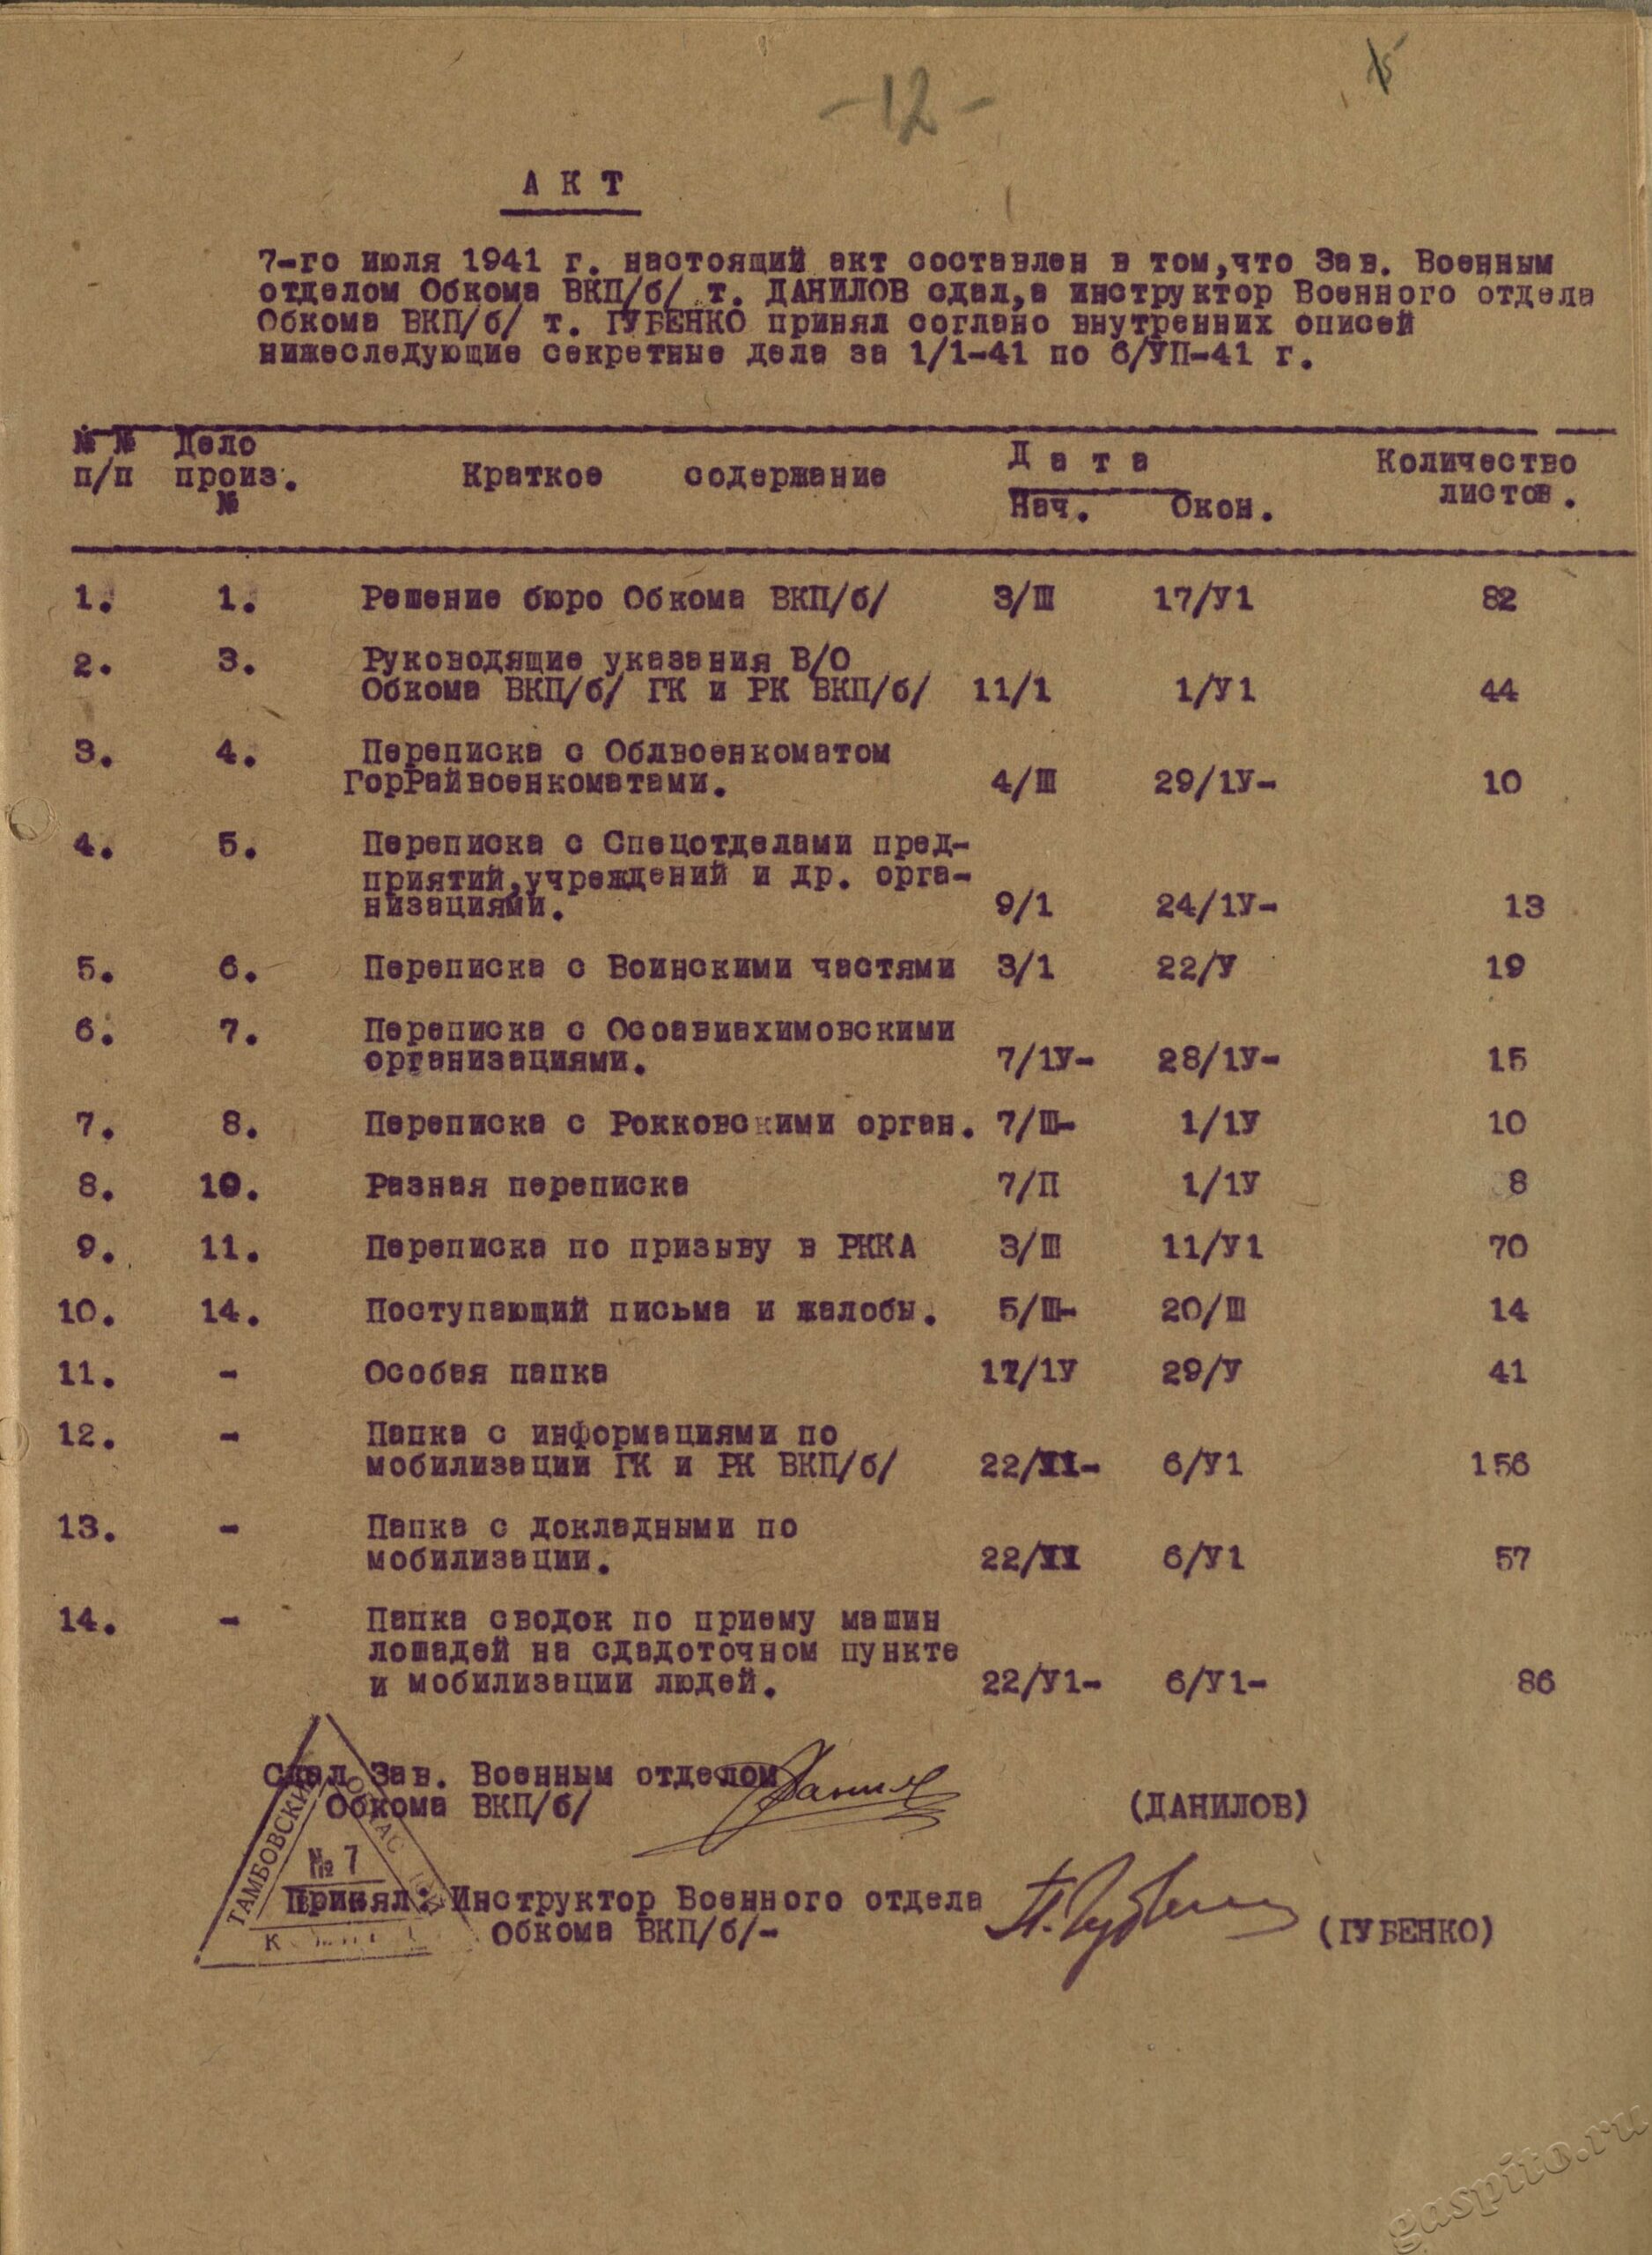 -12-
А К Т
7-го июля 1941 г. настоящий акт составлен в том,что Зав. Военным
отделом Обкома ВКП/б/ т. ДАНИЛОВ сдал,а инструктор Военного отдела
Обкома ВКП/б/ т. ГУБЕНКО принял соглано внутренних описей
нижеследующие секретные дела за 1/1-41 по 6/УП-41 г.
№ № Дело Д а т а Количество
п/п произ. Краткое содержание листов.
№ Нач. Окон.
1. 1. Решение бюро Обкома ВКП/б/ 3/Ш 17/У1 82
2. 3. Руководящие указания В/О
Обкома ВКП/б/ ГК и РК ВКП/б/ 11/1 1/У1 44
3. 4. Переписка с Облвоенкоматом
ГорРайвоенкоматами. 4/Ш 29/1У- 10
4. 5. Переписка с Спецотделами пред-
приятий,учреждений и др. орга-
низациями. 9/1 24/1У- 13
5. 6. Переписка с Воинскими частями 3/1 22/У 19
6. 7. Переписка с Осоавиахимовскими
организациями. 7/1У- 28/1У- 15
7. 8. Переписка с Рокковскими орган. 7/Ш- 1/1У 10
8. 10. Разная переписка 7/П 1/1У 8
9. 11. Переписка по призыву в РККА 3/Ш 11/У1 70
10. 14. Поступающий письма и жалобы. 5/Ш- 20/Ш 14
11. - Особая папка 17/1У 29/У 41
12. - Папка с информациями по
мобилизации ГК и РК ВКП/б/ 22/У1- 6/У1 156
13. - Папка с докладными по
мобилизации. 22/У1 6/У1 57
14. - Папка сводок по приему машин
лошадей на сдадоточном пункте
и мобилизации людей. 22/У1- 6/У1- 86
Сдал Зав. Военным отделом
Обкома ВКП/б/ (ДАНИЛОВ)
ТАМБОВСКИЙ
№ 7
Принял: Инструктор Военного отдела
Обкома ВКП/б/- (ГУБЕНКО)
gaspito.ru